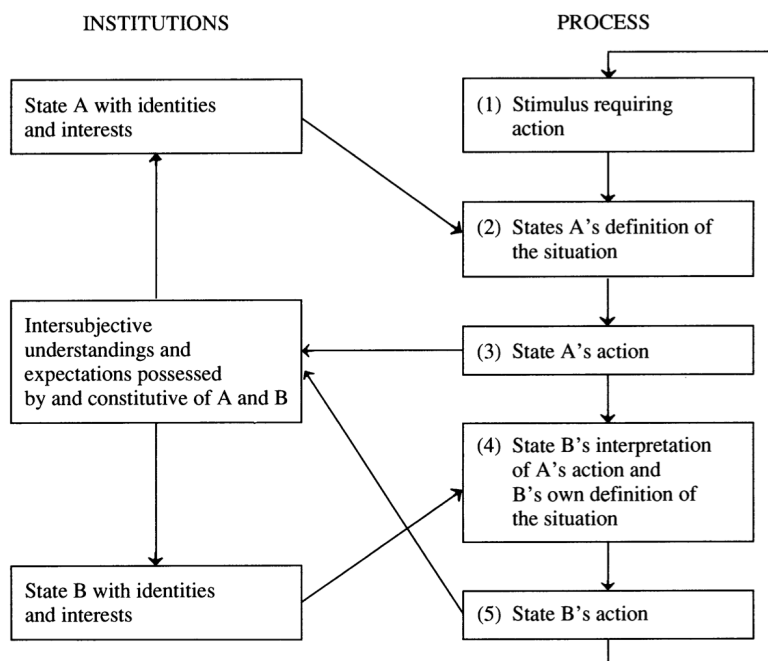 INSTITUTIONS
PROCESS
State A with identities
and interests
Intersubjective
understandings and
expectations possessed
by and constitutive of A and B
State B with identities
and interests
(1) Stimulus requiring
action
(2) States A's definition of
the situation
(3) State A's action
(4) State B's interpretation
of A's action and
B's own definition of
the situation
(5) State B's action